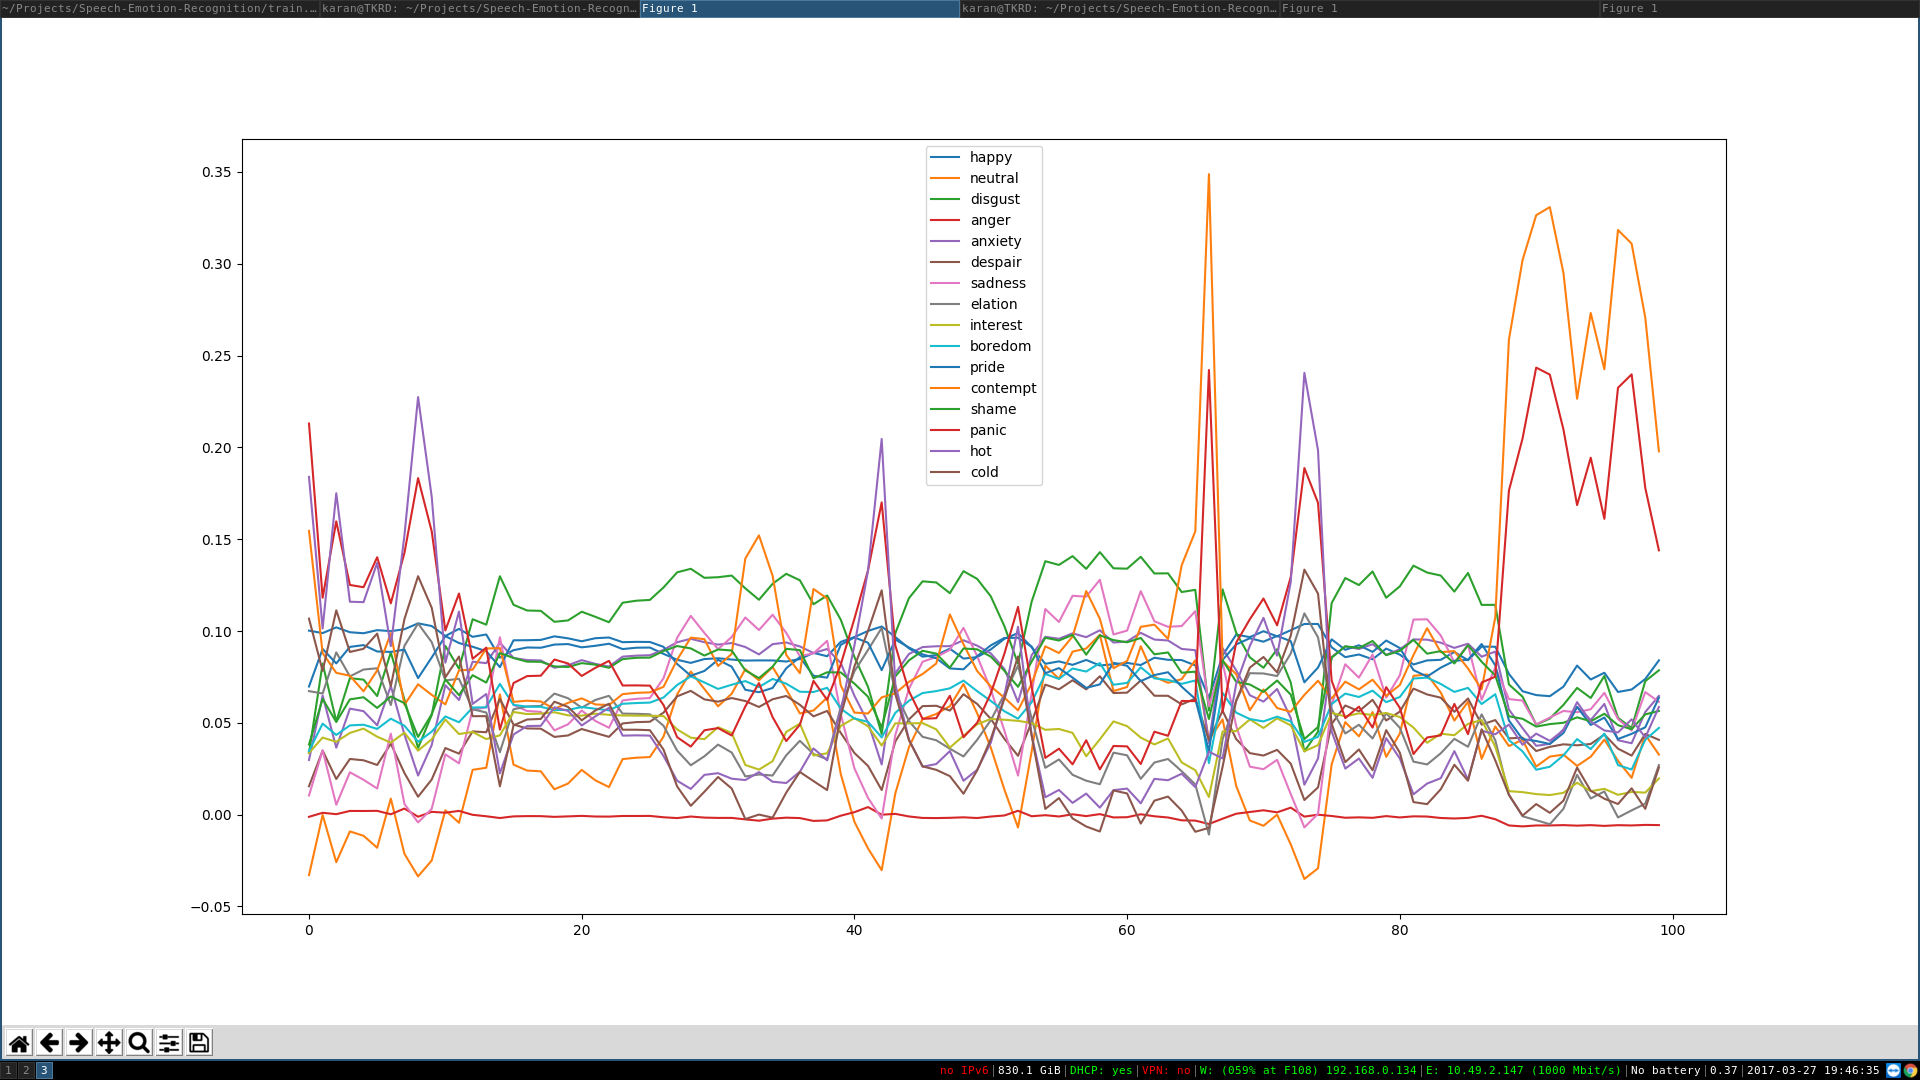 ~/Projects/Speech-Emotion-Recognition/train.… karan@TKRD: ~/Projects/Speech-Emotion-Recogn… Figure 1 karan@TKRD: ~/Projects/Speech-Emotion-Recogn… Figure 1 Figure 1
0.35
0.30
0.25
0.20
0.15
0.10
0.05
0.00
−0.05
happy
neutral
disgust
anger
anxiety
despair
sadness
elation
interest
boredom
pride
contempt
shame
panic
hot
cold
0 20 40 60 80 100
1 2 3 no IPv6|830.1 GiB|DHCP: yes|VPN: no|W: (059% at F108) 192.168.0.134|E: 10.49.2.147 (1000 Mbit/s)|No battery|0.37|2017-03-27 19:46:35